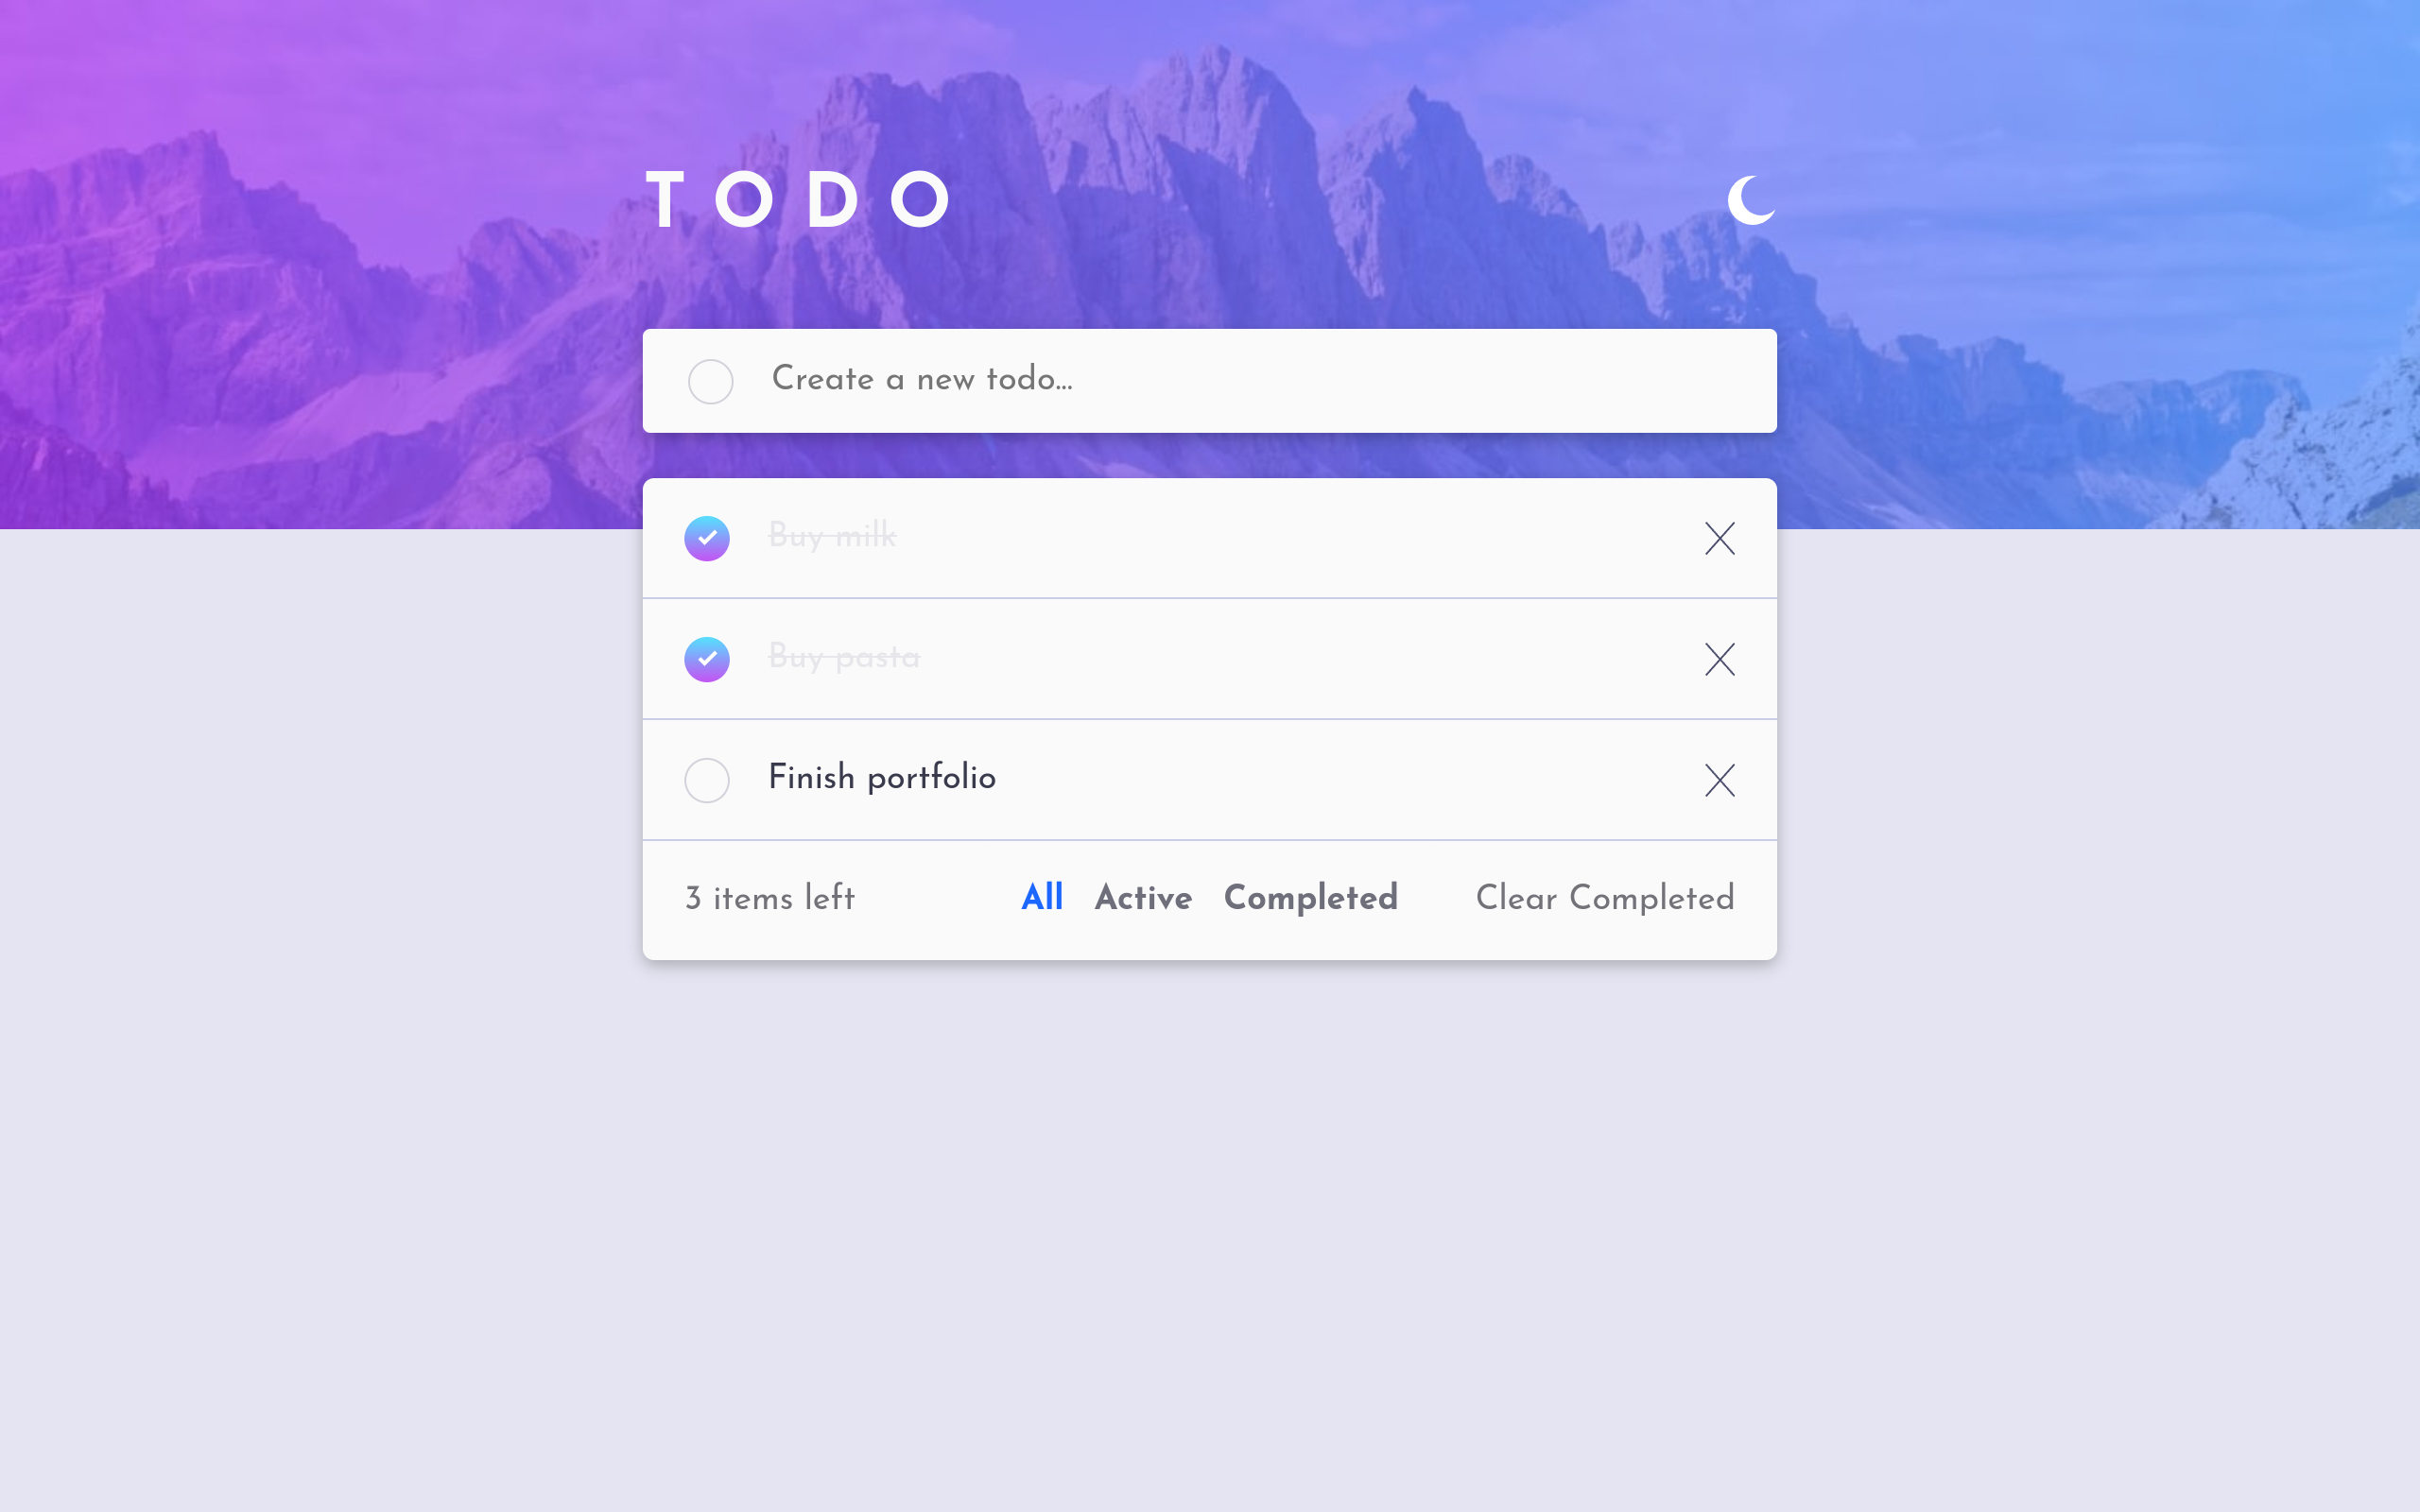 TODO
Create a new todo...
Buy milk
Buy pasta
Finish portfolio
3 items left All Active Completed Clear Completed